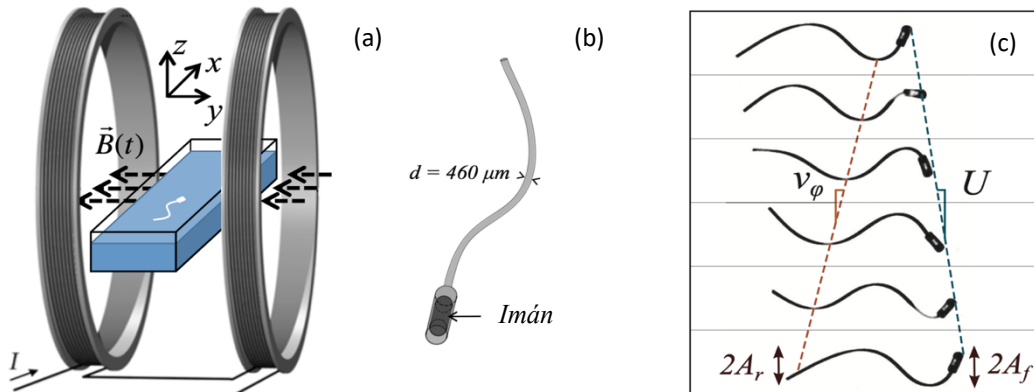 (a)
z
x
y
B⃗(t)
I
(b)
d = 460 μm
Imán
(c)
v_φ
U
2A_r
2A_f